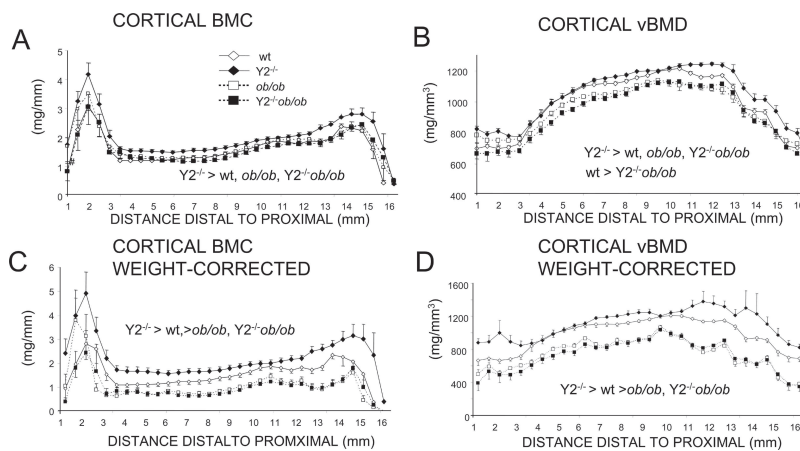 A
CORTICAL BMC
(mg/mm)
5
4
3
2
1
0
wt
Y2-/-
ob/ob
Y2-/-ob/ob
Y2-/- > wt, ob/ob, Y2-/-ob/ob
1 2 3 4 5 6 7 8 9 10 11 12 13 14 15 16
DISTANCE DISTAL TO PROXIMAL (mm)
B
CORTICAL vBMD
(mg/mm3)
1200
1000
800
600
400
Y2-/- > wt, ob/ob, Y2-/-ob/ob
wt > Y2-/-ob/ob
1 2 3 4 5 6 7 8 9 10 11 12 13 14 15 16
DISTANCE DISTAL TO PROXIMAL (mm)
C
CORTICAL BMC
WEIGHT-CORRECTED
(mg/mm)
6
5
4
3
2
1
0
Y2-/- > wt,>ob/ob, Y2-/-ob/ob
1 2 3 4 5 6 7 8 9 10 11 12 13 14 15 16
DISTANCE DISTALTO PROMXIMAL (mm)
D
CORTICAL vBMD
WEIGHT-CORRECTED
(mg/mm3)
1600
1200
800
400
0
Y2-/- > wt >ob/ob, Y2-/-ob/ob
1 2 3 4 5 6 7 8 9 10 11 12 13 14 15 16
DISTANCE DISTAL TO PROXIMAL (mm)